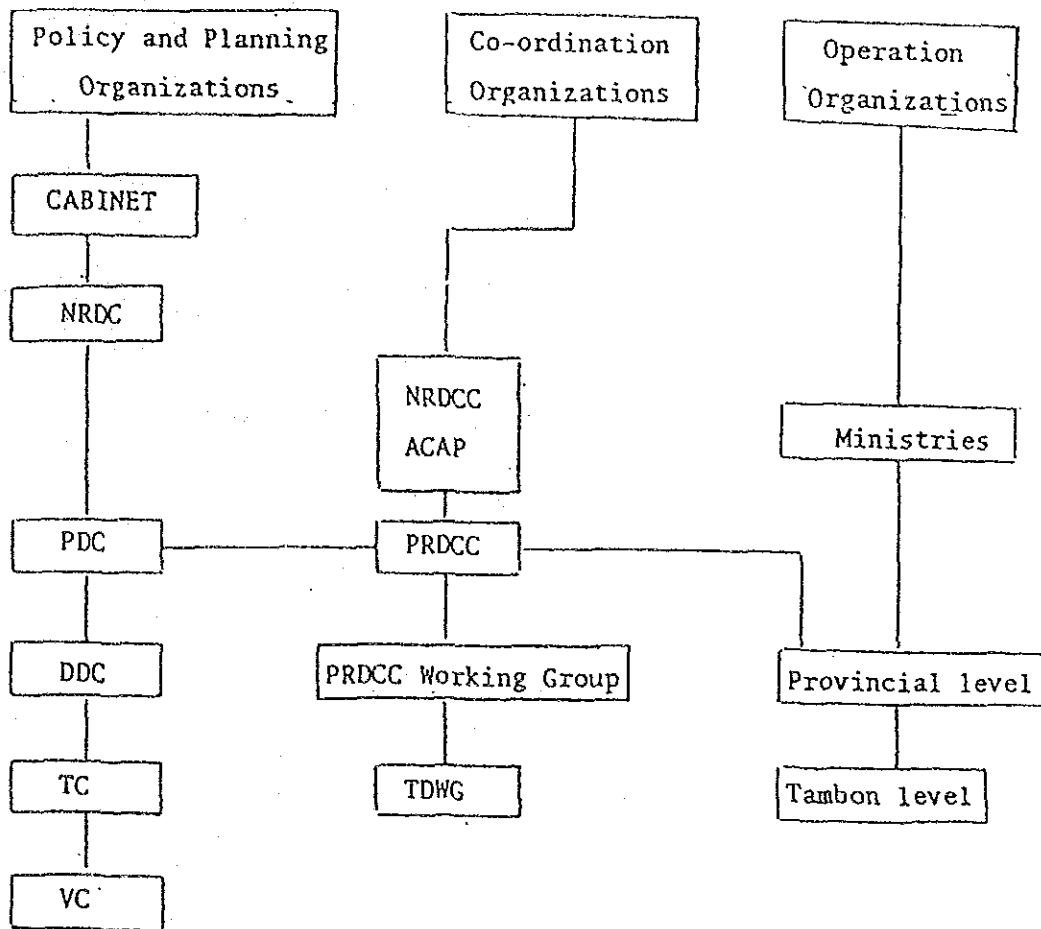 Policy and Planning
Organizations
Co-ordination
Organizations
Operation
Organizations
CABINET
NRDC
NRDCC
ACAP
Ministries
PDC
PRDCC
DDC
PRDCC Working Group
Provincial level
TC
TDWG
Tambon level
VC